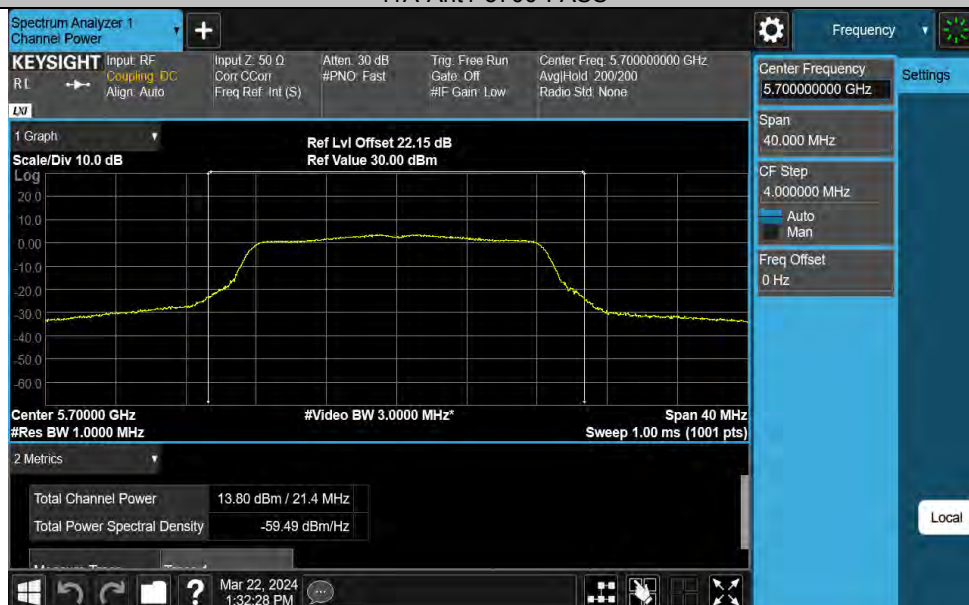 11A Ant1 5700 PASS
Spectrum Analyzer 1
Channel Power
+
Frequency
KEYSIGHT
RL
LXI
Input: RF
Coupling: DC
Align: Auto
Input Z: 50 Ω
Corr CCorr
Freq Ref: Int (S)
Atten: 30 dB
#PNO: Fast
Trig: Free Run
Gate: Off
#IF Gain: Low
Center Freq: 5.700000000 GHz
Avg|Hold: 200/200
Radio Std: None
Center Frequency
5.700000000 GHz
Settings
Span
40.000 MHz
CF Step
4.000000 MHz
Auto
Man
Freq Offset
0 Hz
Local
1 Graph
Scale/Div 10.0 dB
Ref Lvl Offset 22.15 dB
Ref Value 30.00 dBm
Log
20.0
10.0
0.00
-10.0
-20.0
-30.0
-40.0
-50.0
-60.0
Center 5.70000 GHz
#Video BW 3.0000 MHz*
Span 40 MHz
#Res BW 1.0000 MHz
Sweep 1.00 ms (1001 pts)
2 Metrics
Total Channel Power 13.80 dBm / 21.4 MHz
Total Power Spectral Density -59.49 dBm/Hz
?
Mar 22, 2024
1:32:28 PM